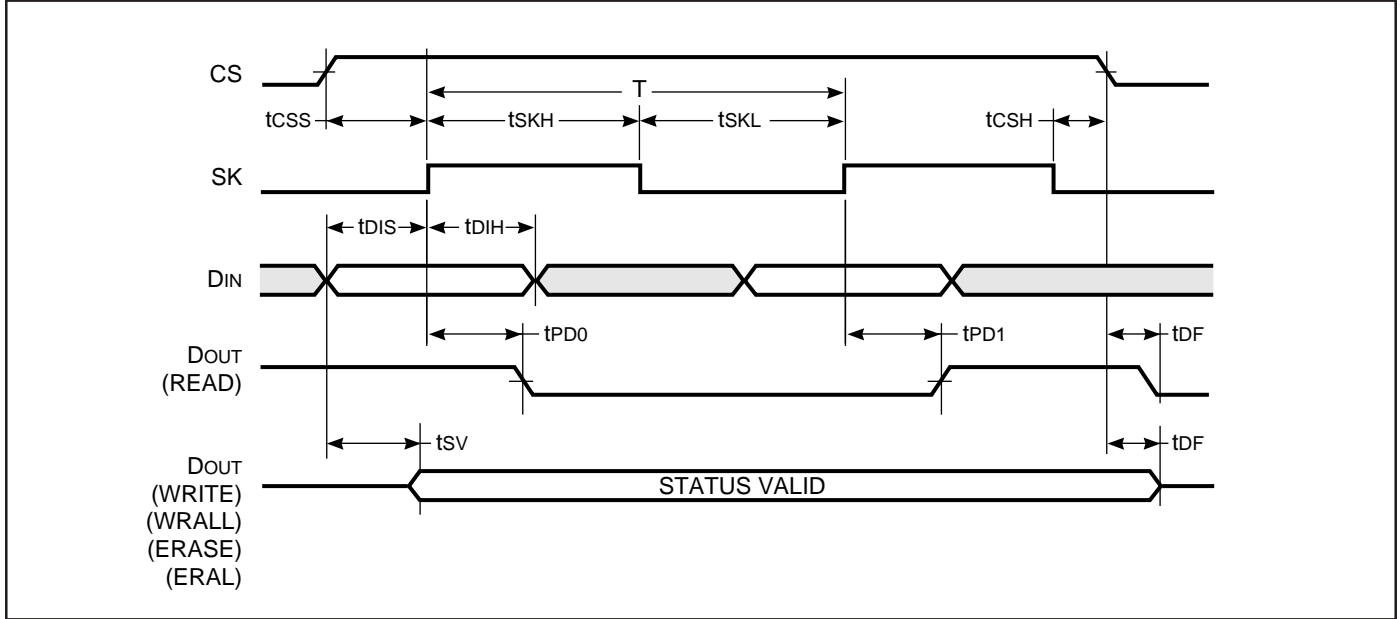 CS
T
tCSS
tSKH
tSKL
tCSH
SK
tDIS
tDIH
DIN
tPD0
tPD1
tDF
DOUT
(READ)
tSV
tDF
DOUT
(WRITE)
(WRALL)
(ERASE)
(ERAL)
STATUS VALID